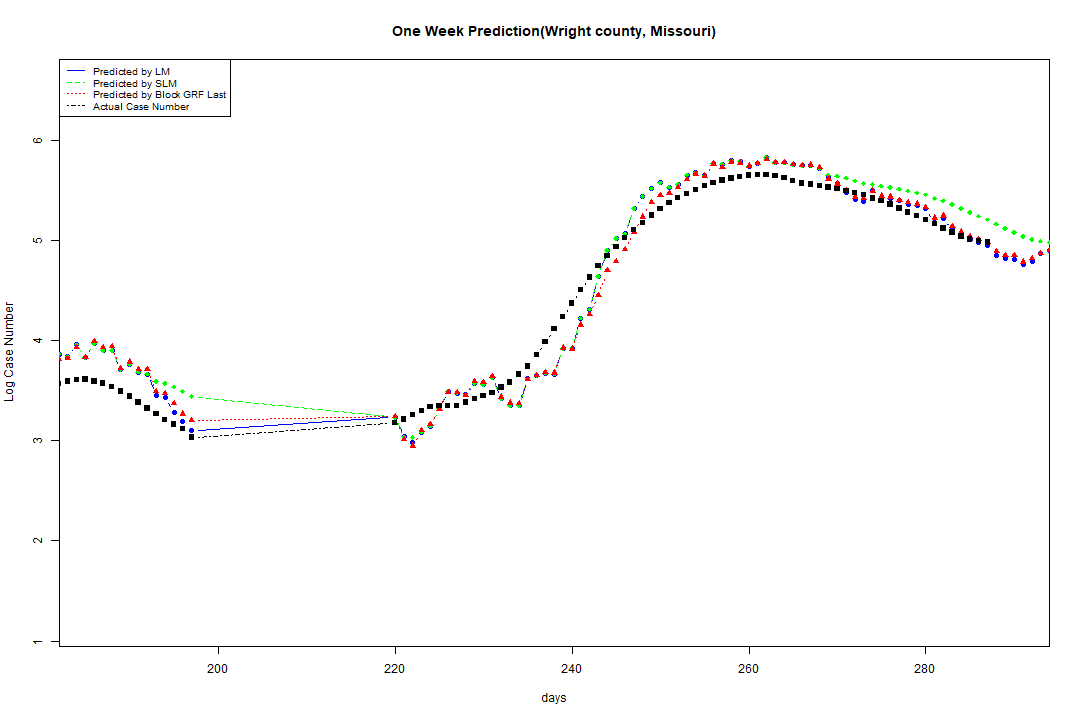 One Week Prediction(Wright county, Missouri)
Predicted by LM
Predicted by SLM
Predicted by Block GRF Last
Actual Case Number
6
5
4
3
2
1
Log Case Number
200 220 240 260 280
days